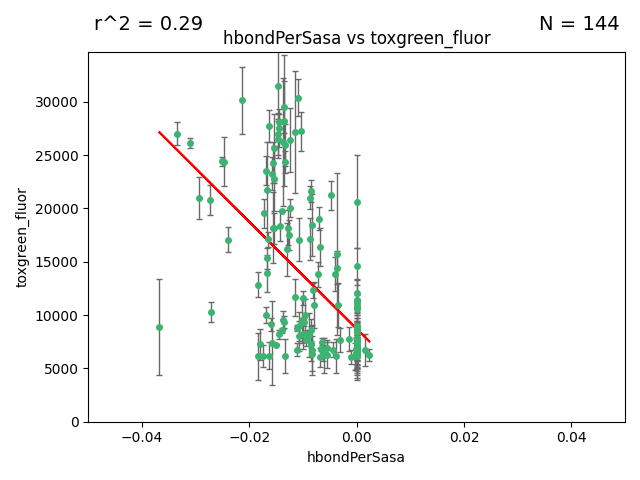 r^2 = 0.29
N = 144
hbondPerSasa vs toxgreen_fluor
toxgreen_fluor
30000
25000
20000
15000
10000
5000
0
−0.04
−0.02
0.00
0.02
0.04
hbondPerSasa